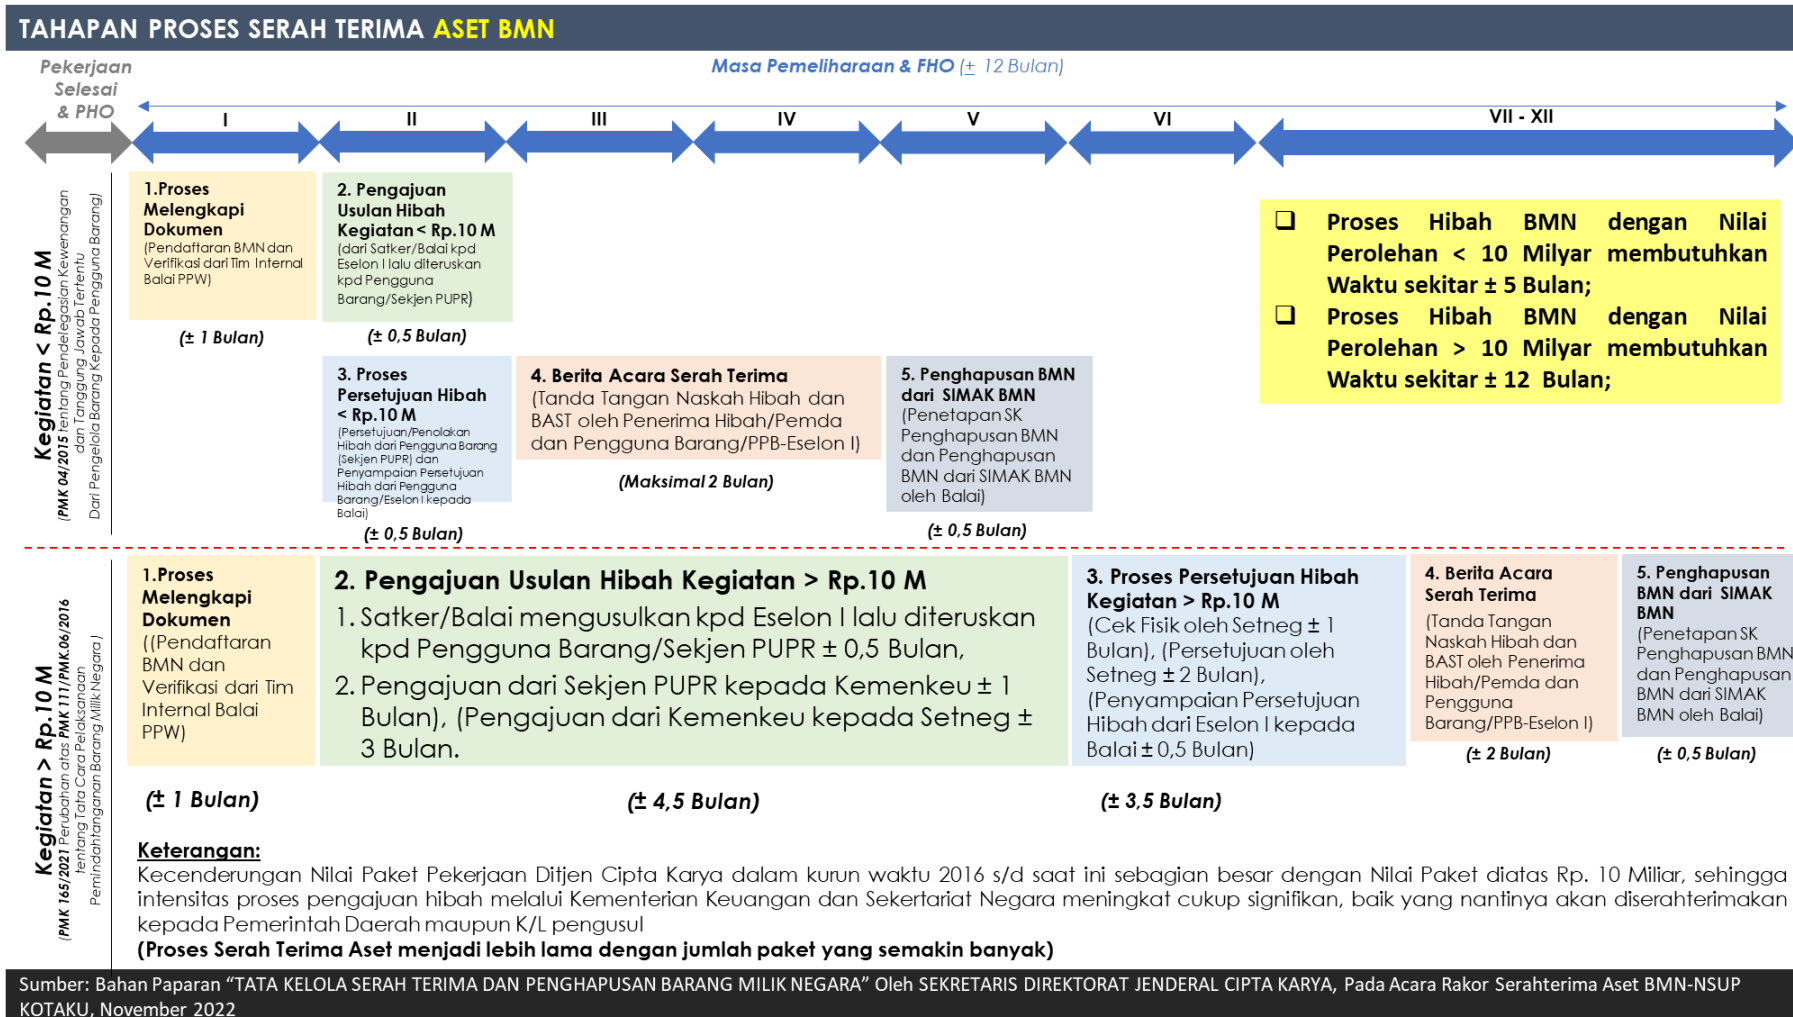 TAHAPAN PROSES SERAH TERIMA ASET BMN
Pekerjaan
Selesai
& PHO
Masa Pemeliharaan & FHO (± 12 Bulan)
I
II
III
IV
V
VI
VII - XII
Kegiatan < Rp.10 M
(PMK 04/2015 tentang Pendelegasian Kewenangan
dan Tanggung Jawab Tertentu
Dari Pengelola Barang Kepada Pengguna Barang)
1.Proses
Melengkapi
Dokumen
(Pendaftaran BMN dan
Verifikasi dari Tim Internal
Balai PPW)
(± 1 Bulan)
2. Pengajuan
Usulan Hibah
Kegiatan < Rp.10 M
(dari Satker/Balai kpd
Eselon I lalu diteruskan
kpd Pengguna
Barang/Sekjen PUPR)
(± 0,5 Bulan)
3. Proses
Persetujuan Hibah
< Rp.10 M
(Persetujuan/Penolakan
Hibah dari Pengguna Barang
(Sekjen PUPR) dan
Penyampaian Persetujuan
Hibah dari Pengguna
Barang/Eselon I kepada
Balai)
(± 0,5 Bulan)
4. Berita Acara Serah Terima
(Tanda Tangan Naskah Hibah dan
BAST oleh Penerima Hibah/Pemda
dan Pengguna Barang/PPB-Eselon I)
(Maksimal 2 Bulan)
5. Penghapusan BMN
dari SIMAK BMN
(Penetapan SK
Penghapusan BMN
dan Penghapusan
BMN dari SIMAK BMN
oleh Balai)
(± 0,5 Bulan)
❑ Proses Hibah BMN dengan Nilai
Perolehan < 10 Milyar membutuhkan
Waktu sekitar ± 5 Bulan;
❑ Proses Hibah BMN dengan Nilai
Perolehan > 10 Milyar membutuhkan
Waktu sekitar ± 12 Bulan;
Kegiatan > Rp.10 M
(PMK 165/2021 Perubahan atas PMK 111/PMK.06/2016
tentang Tata Cara Pelaksanaan
Pemindahtanganan Barang Milik Negara)
1.Proses
Melengkapi
Dokumen
((Pendaftaran
BMN dan
Verifikasi dari Tim
Internal Balai
PPW)
(± 1 Bulan)
2. Pengajuan Usulan Hibah Kegiatan > Rp.10 M
1. Satker/Balai mengusulkan kpd Eselon I lalu diteruskan
kpd Pengguna Barang/Sekjen PUPR ± 0,5 Bulan,
2. Pengajuan dari Sekjen PUPR kepada Kemenkeu ± 1
Bulan), (Pengajuan dari Kemenkeu kepada Setneg ±
3 Bulan.
(± 4,5 Bulan)
3. Proses Persetujuan Hibah
Kegiatan > Rp.10 M
(Cek Fisik oleh Setneg ± 1
Bulan), (Persetujuan oleh
Setneg ± 2 Bulan),
(Penyampaian Persetujuan
Hibah dari Eselon I kepada
Balai ± 0,5 Bulan)
(± 3,5 Bulan)
4. Berita Acara
Serah Terima
(Tanda Tangan
Naskah Hibah dan
BAST oleh Penerima
Hibah/Pemda dan
Pengguna
Barang/PPB-Eselon I)
(± 2 Bulan)
5. Penghapusan
BMN dari SIMAK
BMN
(Penetapan SK
Penghapusan BMN
dan Penghapusan
BMN dari SIMAK
BMN oleh Balai)
(± 0,5 Bulan)
Keterangan:
Kecenderungan Nilai Paket Pekerjaan Ditjen Cipta Karya dalam kurun waktu 2016 s/d saat ini sebagian besar dengan Nilai Paket diatas Rp. 10 Miliar, sehingga
intensitas proses pengajuan hibah melalui Kementerian Keuangan dan Sekertariat Negara meningkat cukup signifikan, baik yang nantinya akan diserahterimakan
kepada Pemerintah Daerah maupun K/L pengusul
(Proses Serah Terima Aset menjadi lebih lama dengan jumlah paket yang semakin banyak)
Sumber: Bahan Paparan “TATA KELOLA SERAH TERIMA DAN PENGHAPUSAN BARANG MILIK NEGARA” Oleh SEKRETARIS DIREKTORAT JENDERAL CIPTA KARYA, Pada Acara Rakor Serahterima Aset BMN-NSUP
KOTAKU, November 2022